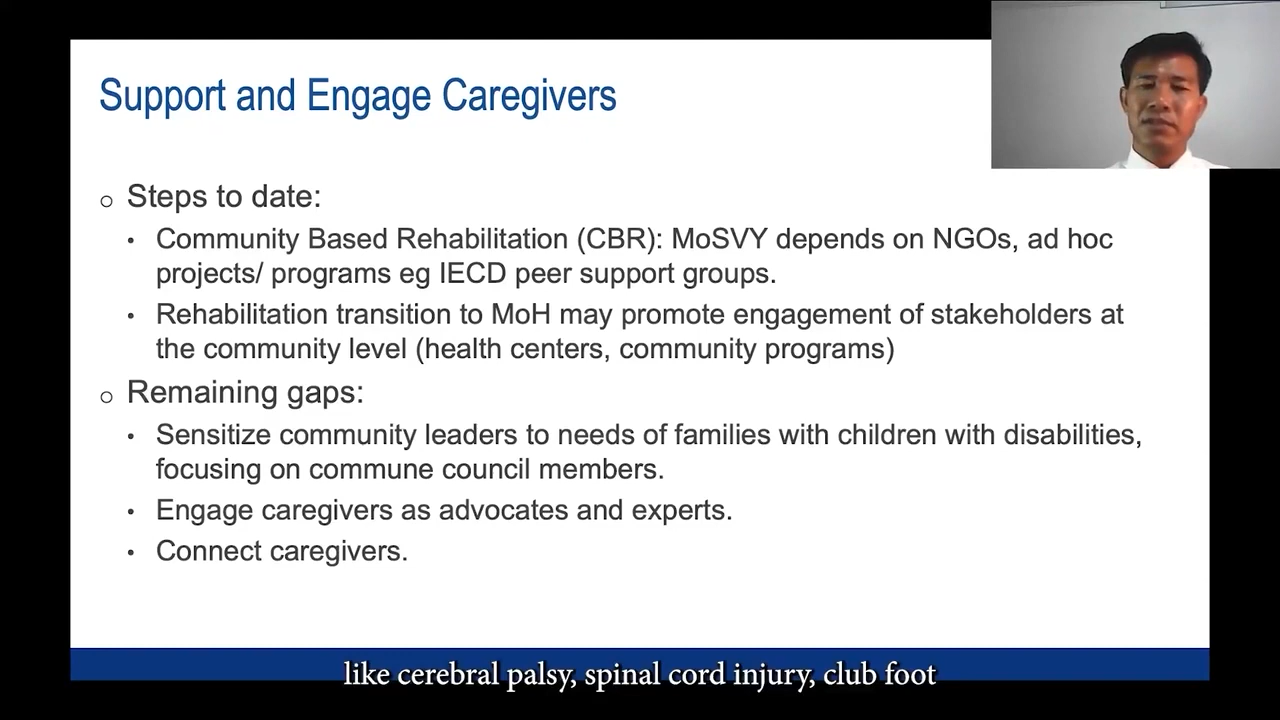 Support and Engage Caregivers
○ Steps to date:
• Community Based Rehabilitation (CBR): MoSVY depends on NGOs, ad hoc
projects/ programs eg IECD peer support groups.
• Rehabilitation transition to MoH may promote engagement of stakeholders at
the community level (health centers, community programs)
○ Remaining gaps:
• Sensitize community leaders to needs of families with children with disabilities,
focusing on commune council members.
• Engage caregivers as advocates and experts.
• Connect caregivers.
like cerebral palsy, spinal cord injury, club foot